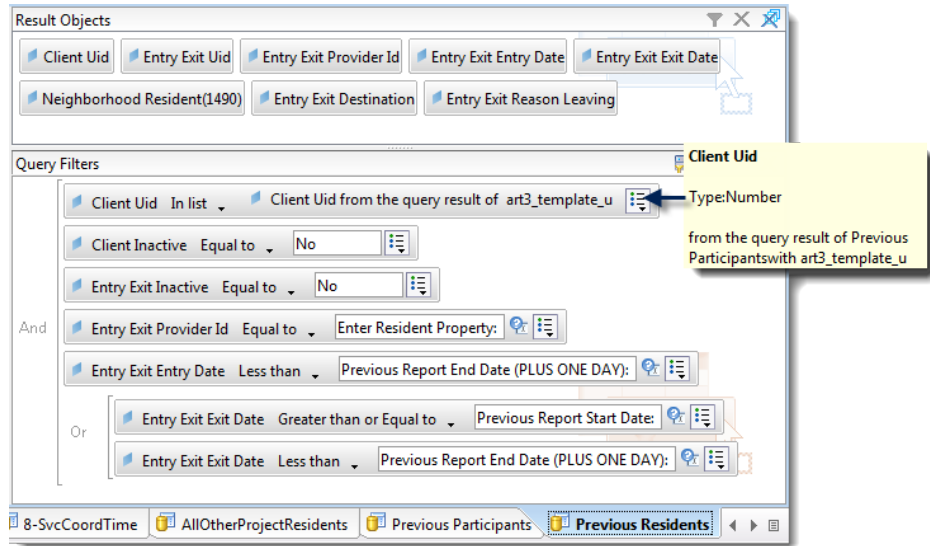 Result Objects
Client Uid Entry Exit Uid Entry Exit Provider Id Entry Exit Entry Date Entry Exit Exit Date
Neighborhood Resident(1490) Entry Exit Destination Entry Exit Reason Leaving
Query Filters
Client Uid In list Client Uid from the query result of art3_template_u
Client Inactive Equal to No
Entry Exit Inactive Equal to No
And
Entry Exit Provider Id Equal to Enter Resident Property:
Entry Exit Entry Date Less than Previous Report End Date (PLUS ONE DAY):
Or
Entry Exit Exit Date Greater than or Equal to Previous Report Start Date:
Entry Exit Exit Date Less than Previous Report End Date (PLUS ONE DAY):
Client Uid
Type:Number
from the query result of Previous
Participantswith art3_template_u
8-SvcCoordTime AllOtherProjectResidents Previous Participants Previous Residents